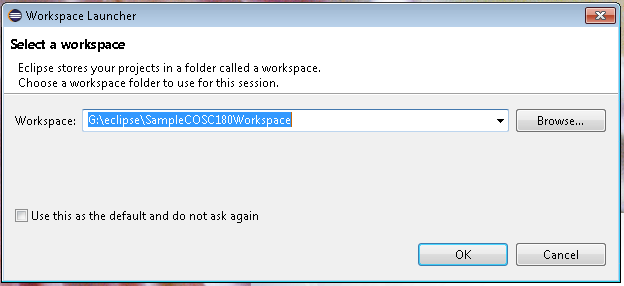 Workspace Launcher
Select a workspace
Eclipse stores your projects in a folder called a workspace.
Choose a workspace folder to use for this session.
Workspace: G:\eclipse\SampleCOSC180Workspace Browse...
Use this as the default and do not ask again
OK Cancel